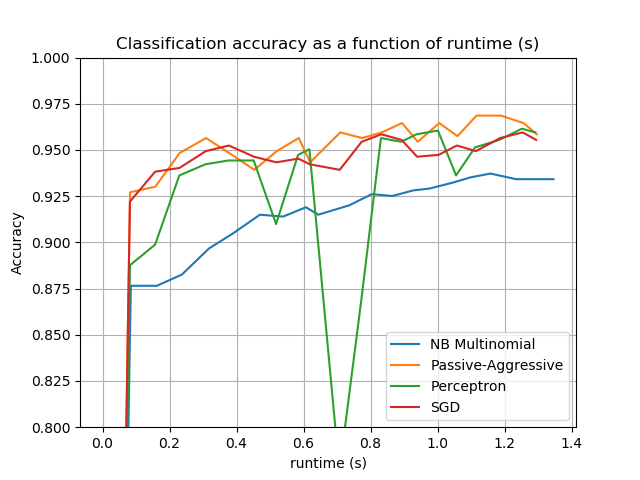 Classification accuracy as a function of runtime (s)
1.000
0.975
0.950
0.925
0.900
0.875
0.850
0.825
0.800
Accuracy
NB Multinomial
Passive-Aggressive
Perceptron
SGD
0.0 0.2 0.4 0.6 0.8 1.0 1.2 1.4
runtime (s)